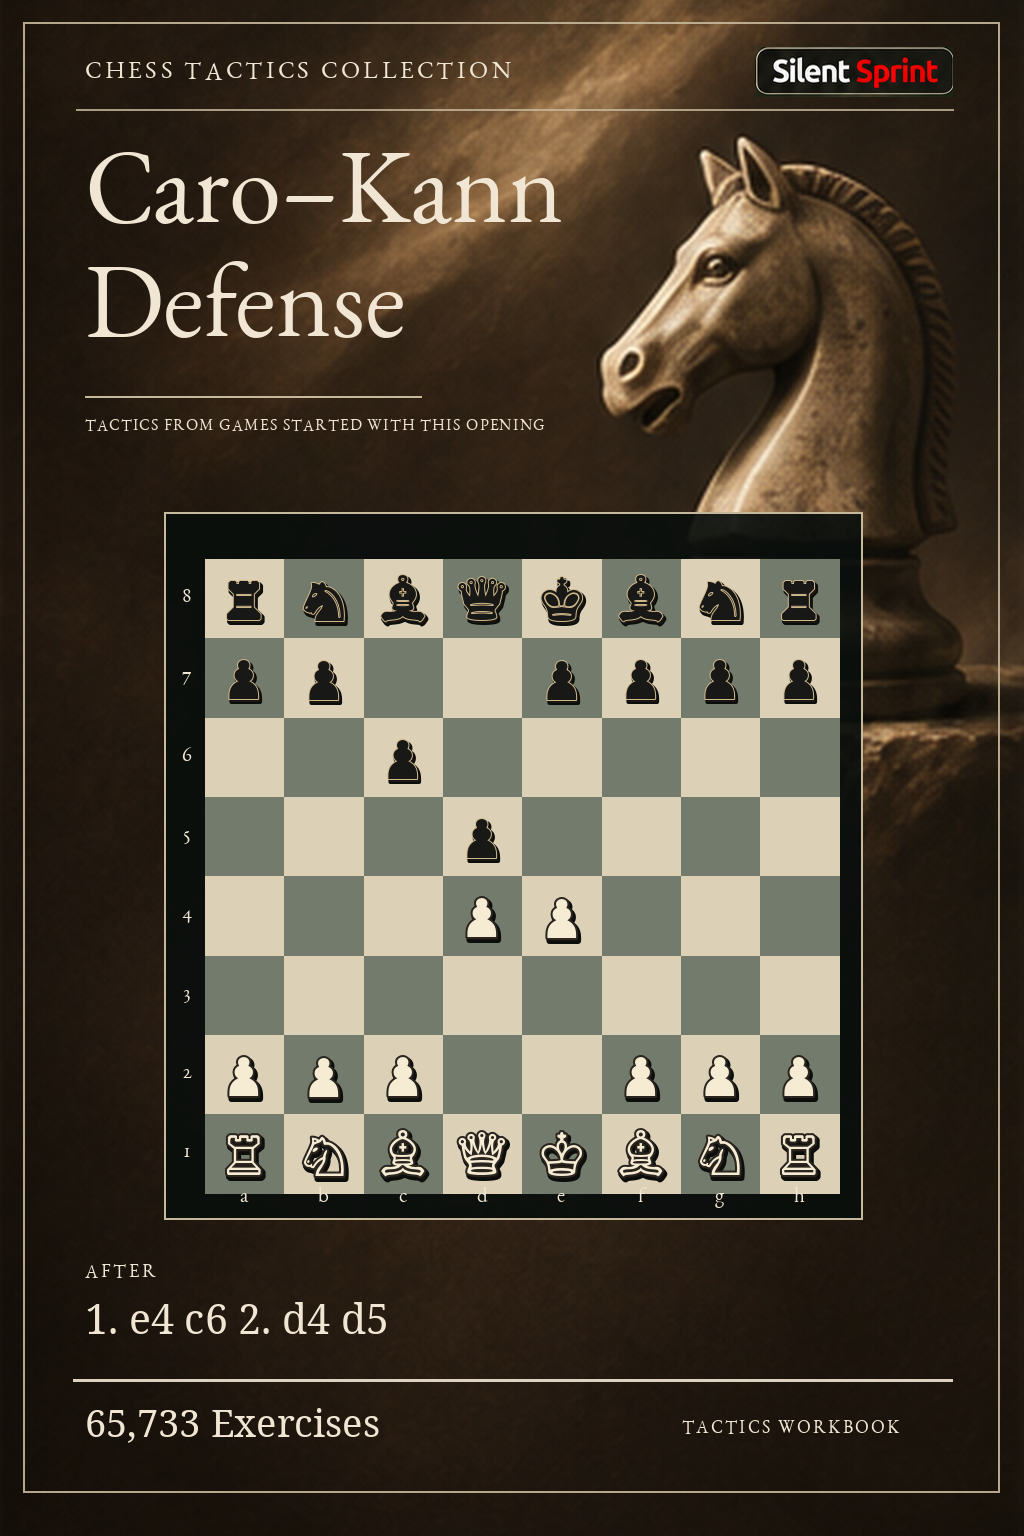 CHESS TACTICS COLLECTION
Silent Sprint
Caro–Kann
Defense
TACTICS FROM GAMES STARTED WITH THIS OPENING
8
7
6
5
4
3
2
1
a b c d e f g h
AFTER
1. e4 c6 2. d4 d5
65,733 Exercises
TACTICS WORKBOOK